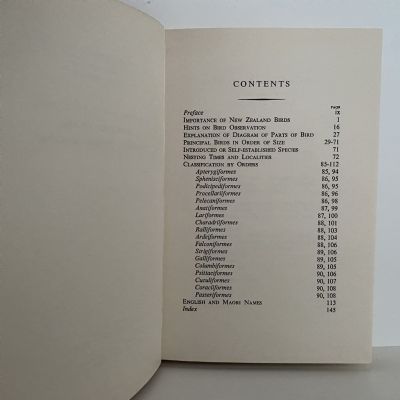 CONTENTS
PAGE
Preface IX
IMPORTANCE OF NEW ZEALAND BIRDS 1
HINTS ON BIRD OBSERVATION 16
EXPLANATION OF DIAGRAM OF PARTS OF BIRD 27
PRINCIPAL BIRDS IN ORDER OF SIZE 29-71
INTRODUCED OR SELF-ESTABLISHED SPECIES 71
NESTING TIMES AND LOCALITIES 72
CLASSIFICATION BY ORDERS 85-112
Apterygiformes 85, 94
Sphenisciformes 86, 95
Podicipediformes 86, 95
Procellariiformes 86, 95
Pelecaniformes 86, 98
Anatiformes 87, 99
Lariformes 87, 100
Charadriiformes 88, 101
Ralliformes 88, 103
Ardeiformes 88, 104
Falconiformes 88, 106
Strigiformes 89, 106
Galliformes 89, 105
Columbiformes 89, 105
Psittaciformes 90, 106
Cuculiformes 90, 107
Coraciiformes 90, 108
Passeriformes 90, 108
ENGLISH AND MAORI NAMES 113
Index 145